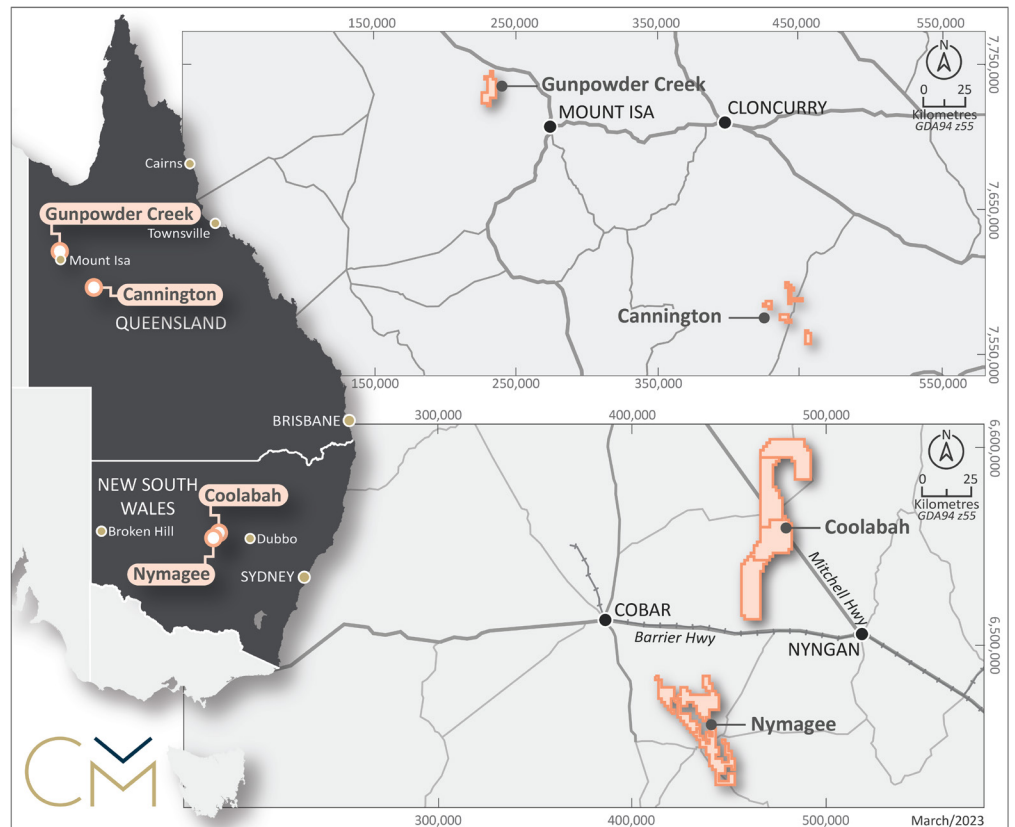 150,000
250,000
350,000
450,000
550,000
7,750,000
7,650,000
7,550,000
N
0 25
Kilometres
GDA94 z55
Gunpowder Creek
MOUNT ISA
CLONCURRY
Cannington
150,000
250,000
350,000
450,000
550,000
Cairns
Gunpowder Creek
Townsville
Mount Isa
Cannington
QUEENSLAND
BRISBANE
NEW SOUTH
WALES
Coolabah
Broken Hill
Dubbo
Nymagee
SYDNEY
300,000
400,000
500,000
6,600,000
6,500,000
N
0 25
Kilometres
GDA94 z55
Coolabah
Mitchell Hwy
COBAR
Barrier Hwy
NYNGAN
Nymagee
CM
300,000
400,000
500,000
March/2023